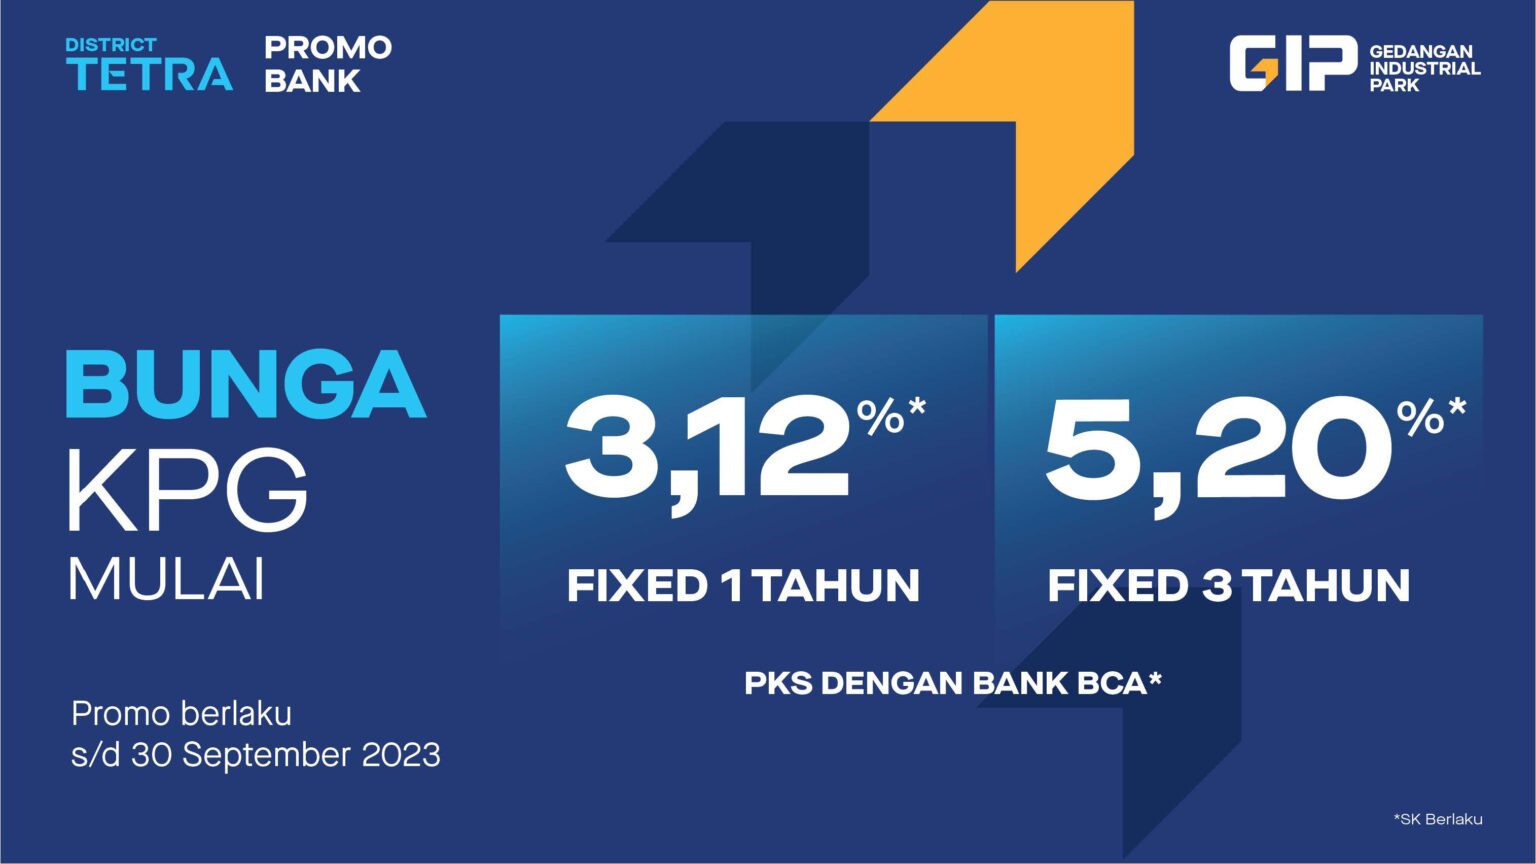 DISTRICT
TETRA
PROMO
BANK
GIP
GEDANGAN
INDUSTRIAL
PARK
BUNGA
KPG
MULAI
3,12%*
FIXED 1 TAHUN
5,20%*
FIXED 3 TAHUN
PKS DENGAN BANK BCA*
Promo berlaku
s/d 30 September 2023
*SK Berlaku